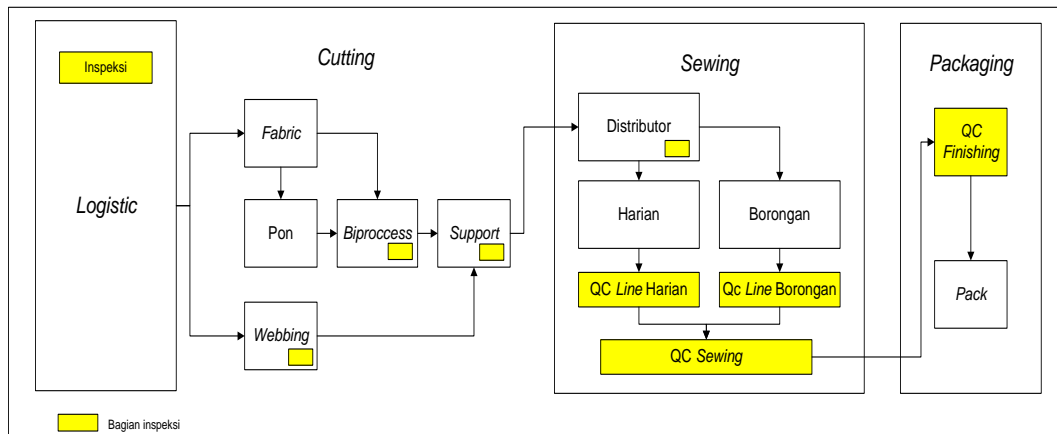 Inspeksi
Logistic
Cutting
Fabric
Pon
Biproccess
Support
Webbing
Sewing
Distributor
Harian
Borongan
QC Line Harian
Qc Line Borongan
QC Sewing
Packaging
QC
Finishing
Pack
Bagian inspeksi